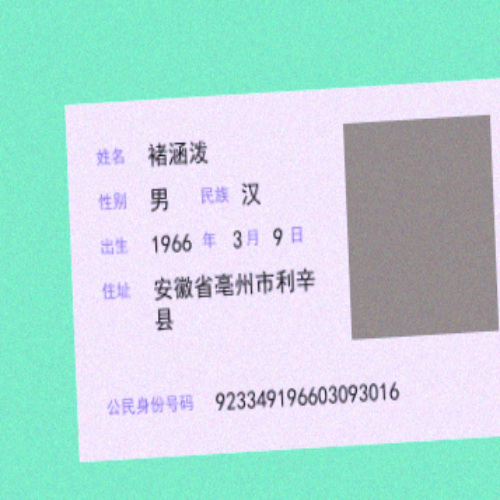 姓名 褚涵泼
性别 男 民族 汉
出生 1966 年 3 月 9 日
住址 安徽省亳州市利辛
县
公民身份号码 923349196603093016